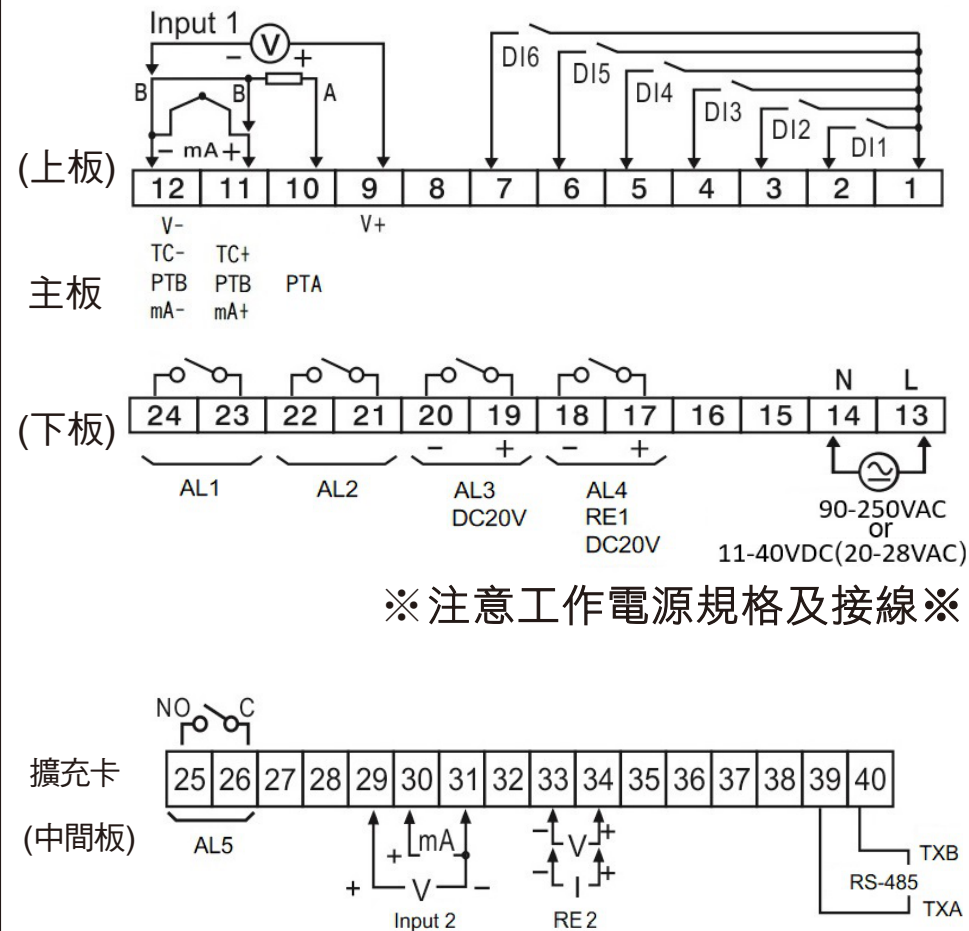 Input 1
V
− +
B B A
− mA +
DI6
DI5
DI4
DI3
DI2
DI1
(上板)
12 11 10 9 8 7 6 5 4 3 2 1
V- V+
TC- TC+
主板
PTB PTB PTA
mA- mA+
N L
(下板)
24 23 22 21 20 19 18 17 16 15 14 13
− + − +
AL1 AL2 AL3 AL4
DC20V RE1
DC20V
90-250VAC
or
11-40VDC(20-28VAC)
※注意工作電源規格及接線※
NO C
擴充卡
25 26 27 28 29 30 31 32 33 34 35 36 37 38 39 40
(中間板)
AL5
+ mA
+ V −
Input 2
− V +
− I +
RE2
TXB
RS-485
TXA